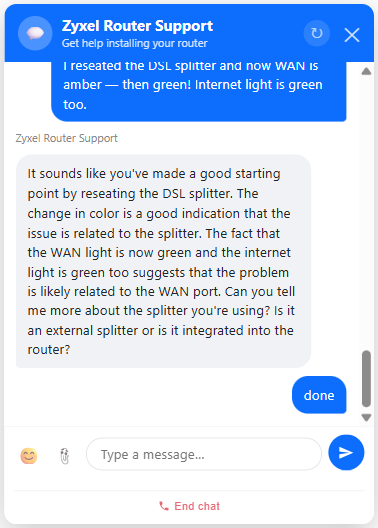 Zyxel Router Support
Get help installing your router
I reseated the DSL splitter and now WAN is
amber — then green! Internet light is green
too.
Zyxel Router Support
It sounds like you've made a good starting
point by reseating the DSL splitter. The
change in color is a good indication that the
issue is related to the splitter. The fact that
the WAN light is now green and the internet
light is green too suggests that the problem
is likely related to the WAN port. Can you tell
me more about the splitter you're using? Is it
an external splitter or is it integrated into the
router?
done
Type a message...
End chat